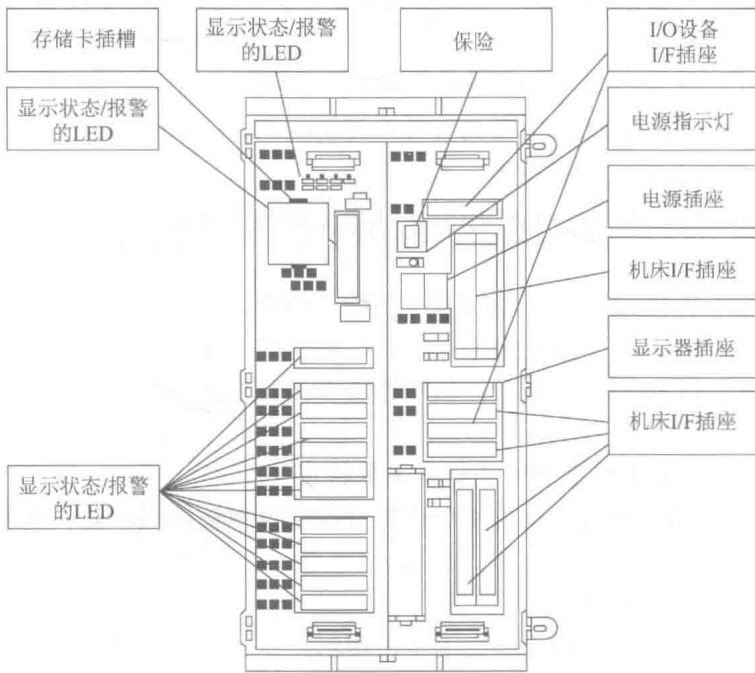 存储卡插槽
显示状态/报警
的LED
保险
I/O设备
I/F插座
显示状态/报警
的LED
电源指示灯
电源插座
机床I/F插座
显示器插座
机床I/F插座
显示状态/报警
的LED